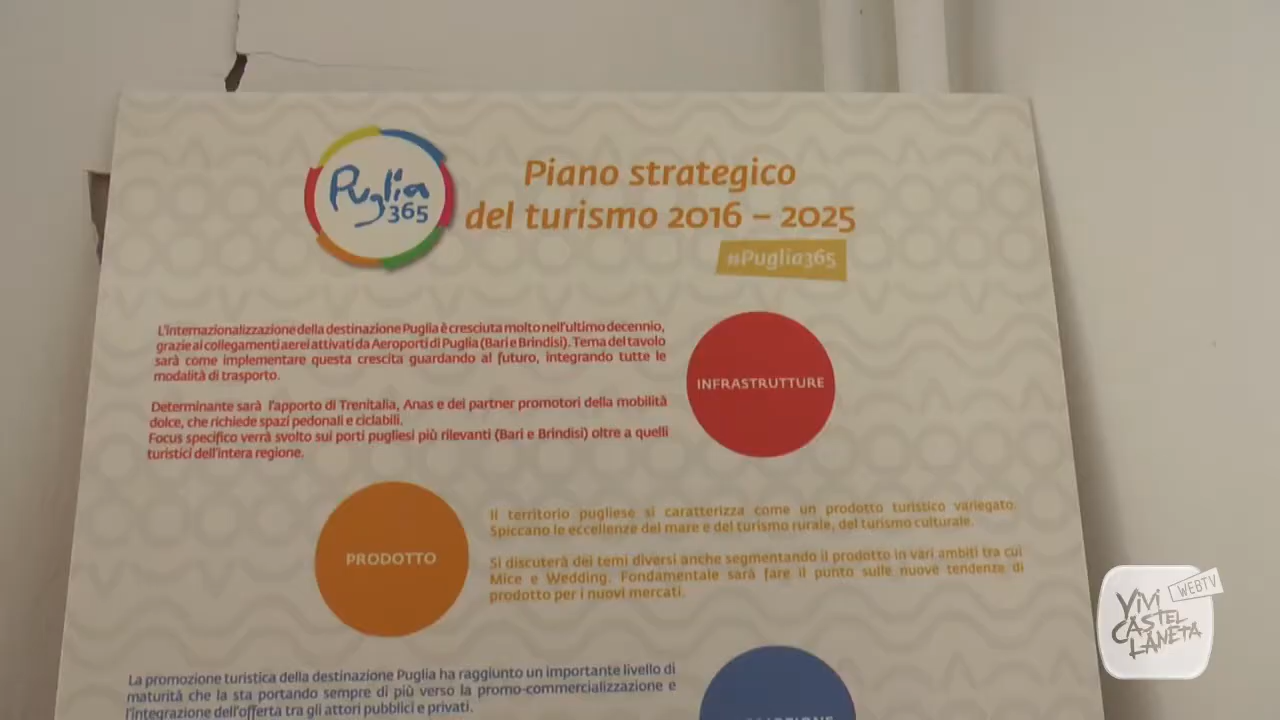 Puglia
365
Piano strategico
del turismo 2016 – 2025
#Puglia365
L'internazionalizzazione della destinazione Puglia è cresciuta molto nell'ultimo decennio,
grazie ai collegamenti aerei attivati da Aeroporti di Puglia (Bari e Brindisi). Tema del tavolo
sarà come implementare questa crescita guardando al futuro, integrando tutte le
modalità di trasporto.
Determinante sarà l'apporto di Trenitalia, Anas e dei partner promotori della mobilità
dolce, che richiede spazi pedonali e ciclabili.
Focus specifico verrà svolto sui porti pugliesi più rilevanti (Bari e Brindisi) oltre a quelli
turistici dell'intera regione.
INFRASTRUTTURE
PRODOTTO
Il territorio pugliese si caratterizza come un prodotto turistico variegato.
Spiccano le eccellenze del mare e del turismo rurale, del turismo culturale.
Si discuterà dei temi diversi anche segmentando il prodotto in vari ambiti tra cui
Mice e Wedding. Fondamentale sarà fare il punto sulle nuove tendenze di
prodotto per i nuovi mercati.
La promozione turistica della destinazione Puglia ha raggiunto un importante livello di
maturità che la sta portando sempre di più verso la promo-commercializzazione e
l'integrazione dell'offerta tra gli attori pubblici e privati.
WEBTV
VIVI
CASTEL
LANETA